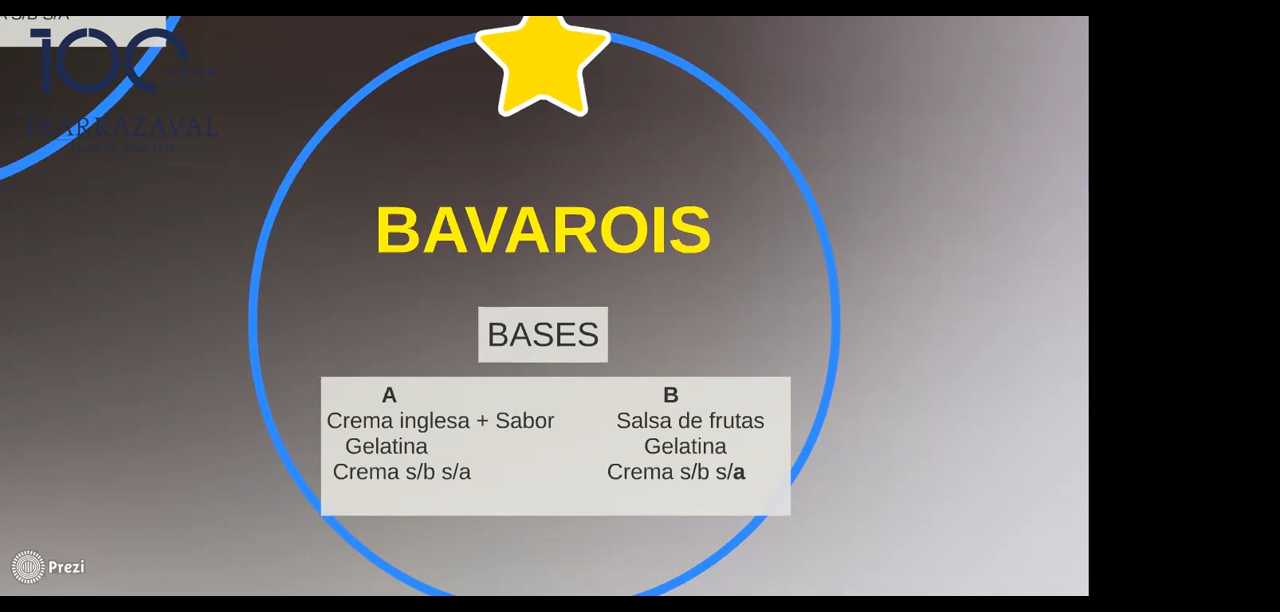 100
IRARRÁZAVAL
BAVAROIS
BASES
A B
Crema inglesa + Sabor Salsa de frutas
Gelatina Gelatina
Crema s/b s/a Crema s/b s/a
Prezi